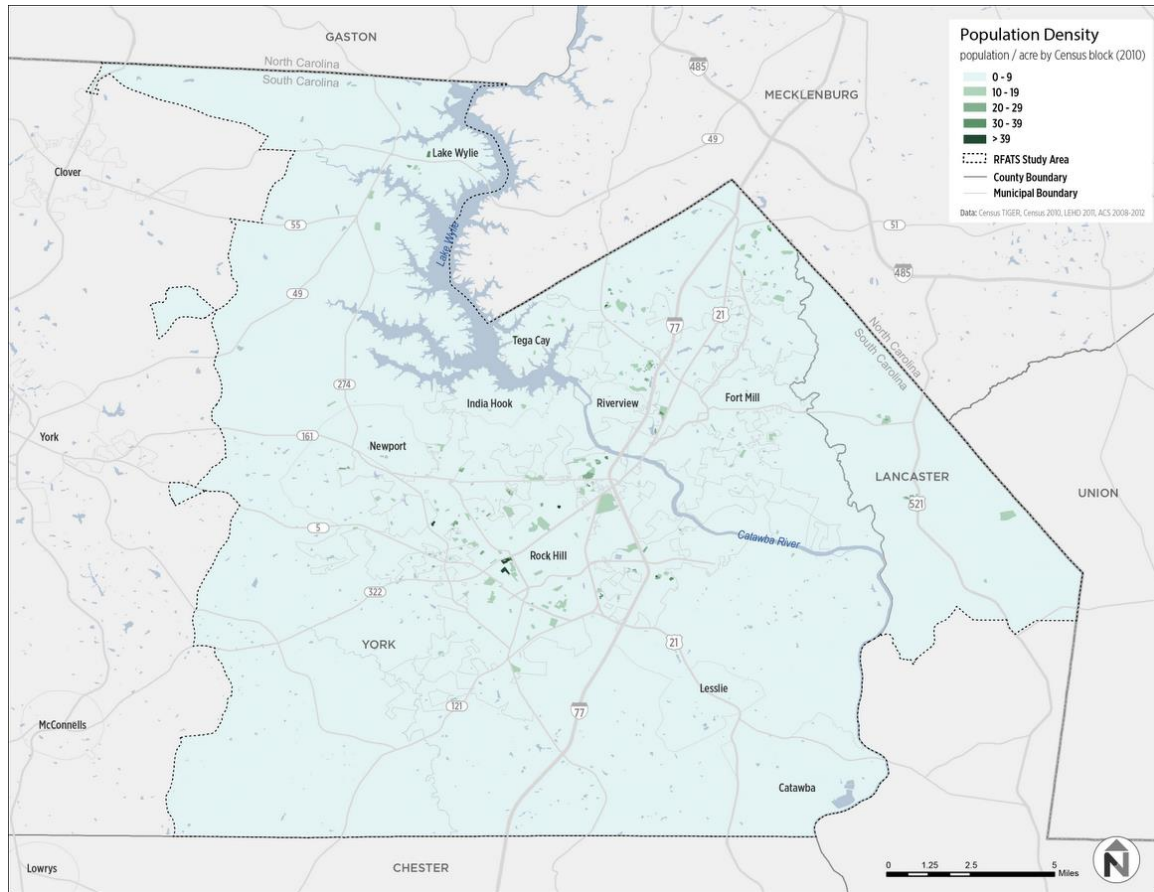 GASTON
North Carolina
South Carolina
485
MECKLENBURG
49
Population Density
population / acre by Census block (2010)
0 - 9
10 - 19
20 - 29
30 - 39
> 39
RFATS Study Area
County Boundary
Municipal Boundary
Data: Census TIGER, Census 2010, LEHD 2011, ACS 2008-2012
Lake Wylie
Clover
55
Lake Wylie
51
485
49
77
21
North Carolina
South Carolina
Tega Cay
274
India Hook
Riverview
Fort Mill
York
161
Newport
LANCASTER
UNION
521
5
Catawba River
Rock Hill
322
YORK
21
Lesslie
McConnells
121
77
Catawba
Lowrys
CHESTER
0 1.25 2.5 5
Miles
N